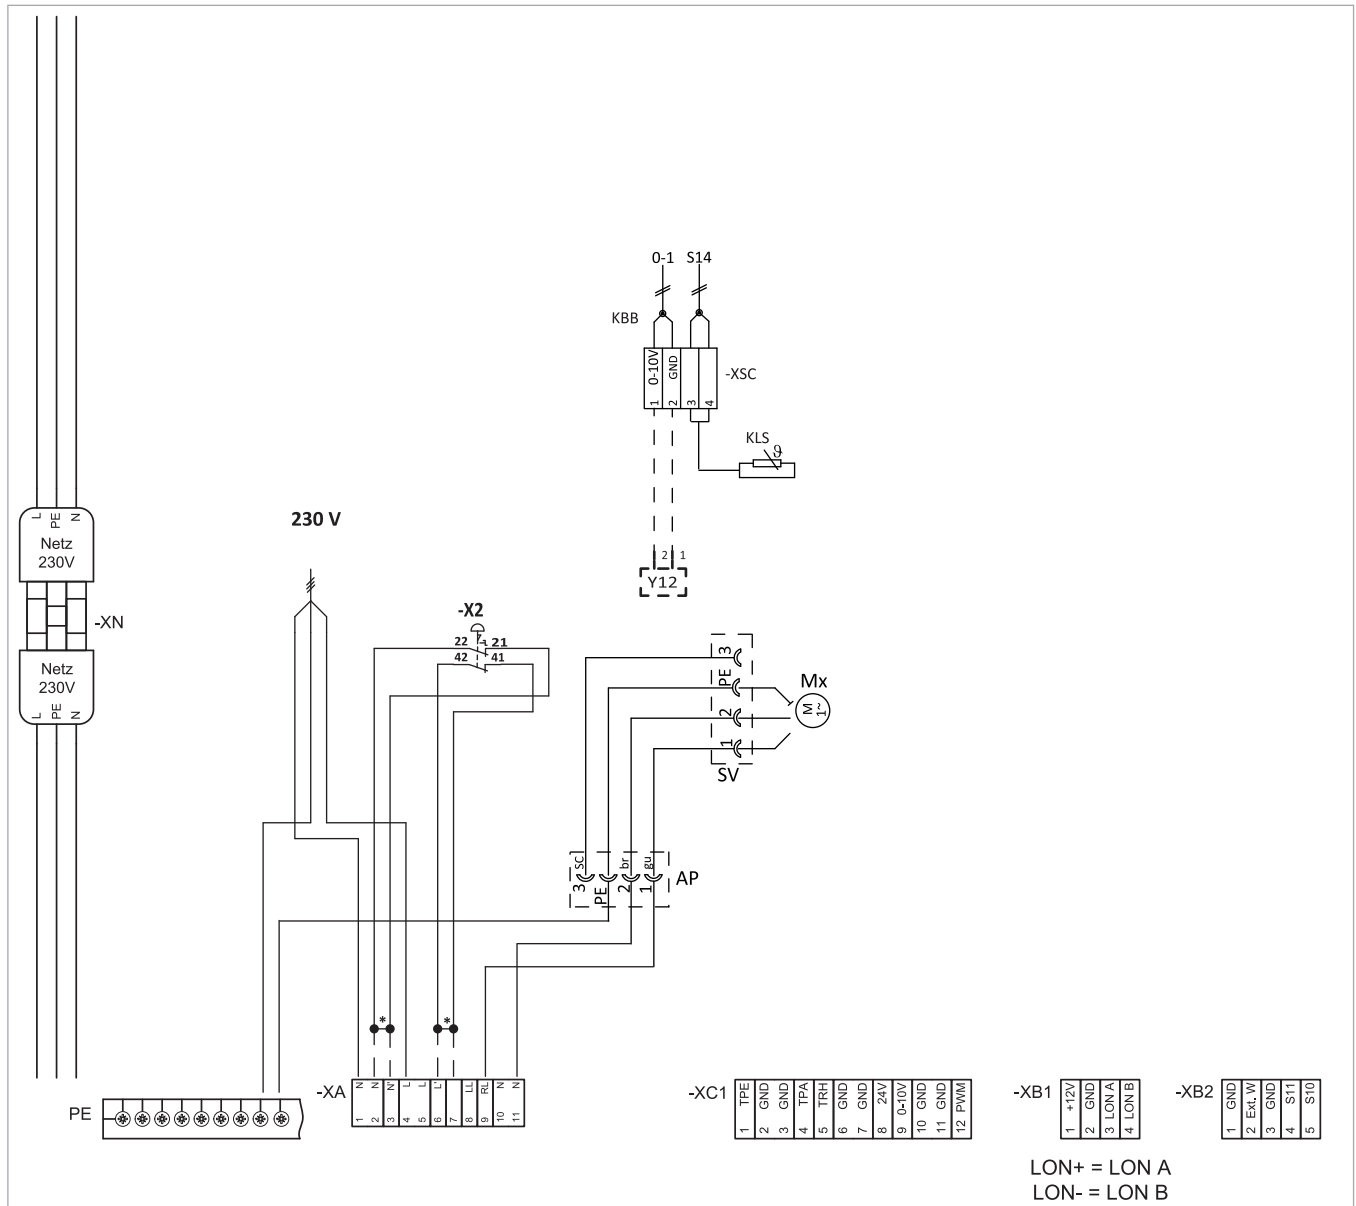 0-1 S14
KBB
0-10V
GND
-XSC
1 2 3 4
KLS
ϑ
2 1
Y12
L PE N
Netz
230V
-XN
Netz
230V
L PE N
230 V
-X2
22 21
42 41
3
PE
2
1
SV
Mx
M
1~
SC br gu
3 PE 2 1
AP
* *
PE
-XA
N N N' L L L' LL RL N N
1 2 3 4 5 6 7 8 9 10 11
-XC1
1 TPE
2 GND
3 GND
4 TPA
5 TRH
6 GND
7 GND
8 24V
9 0-10V
10 GND
11 GND
12 PWM
-XB1
1 +12V
2 GND
3 LON A
4 LON B
-XB2
1 GND
2 Ext. W
3 GND
4 S11
5 S10
LON+ = LON A
LON- = LON B